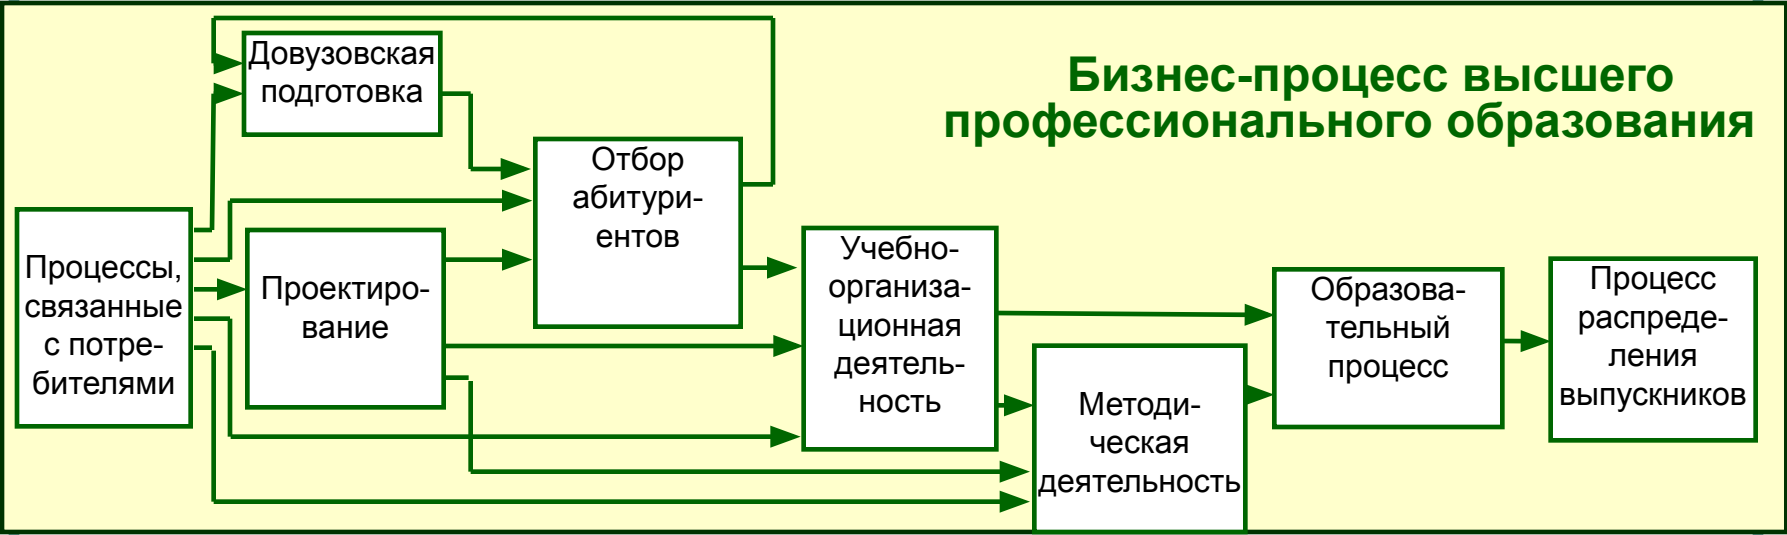 Бизнес-процесс высшего
профессионального образования
Довузовская
подготовка
Отбор
абитури-
ентов
Процессы,
связанные
с потре-
бителями
Проектиро-
вание
Учебно-
организа-
ционная
деятель-
ность
Методи-
ческая
деятельность
Образова-
тельный
процесс
Процесс
распреде-
ления
выпускников